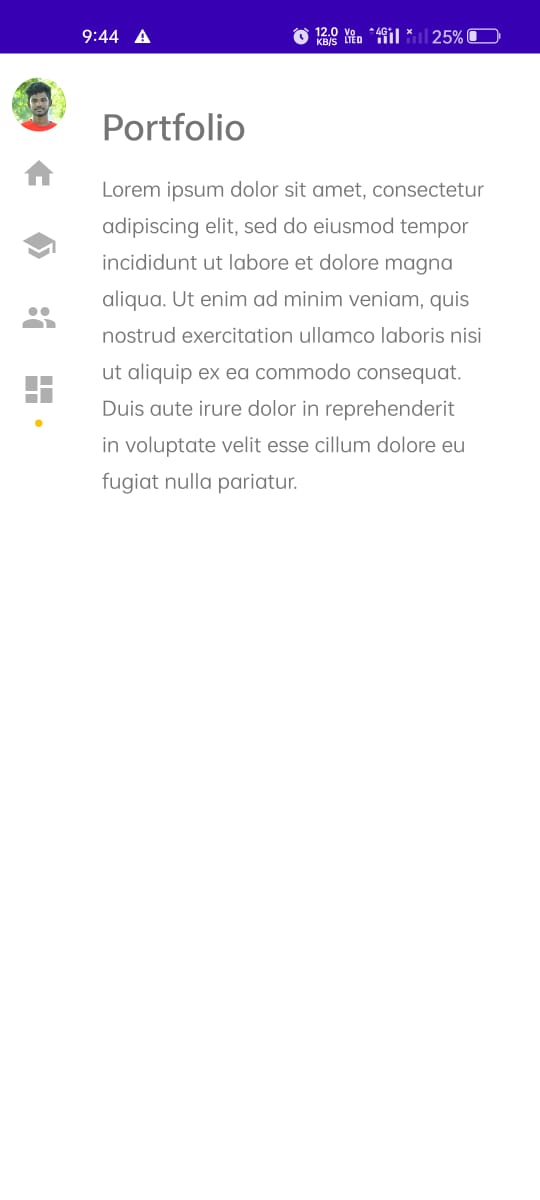 9:44
12.0 KB/S
Vo LTED
4G+
25%
Portfolio
Lorem ipsum dolor sit amet, consectetur
adipiscing elit, sed do eiusmod tempor
incididunt ut labore et dolore magna
aliqua. Ut enim ad minim veniam, quis
nostrud exercitation ullamco laboris nisi
ut aliquip ex ea commodo consequat.
Duis aute irure dolor in reprehenderit
in voluptate velit esse cillum dolore eu
fugiat nulla pariatur.